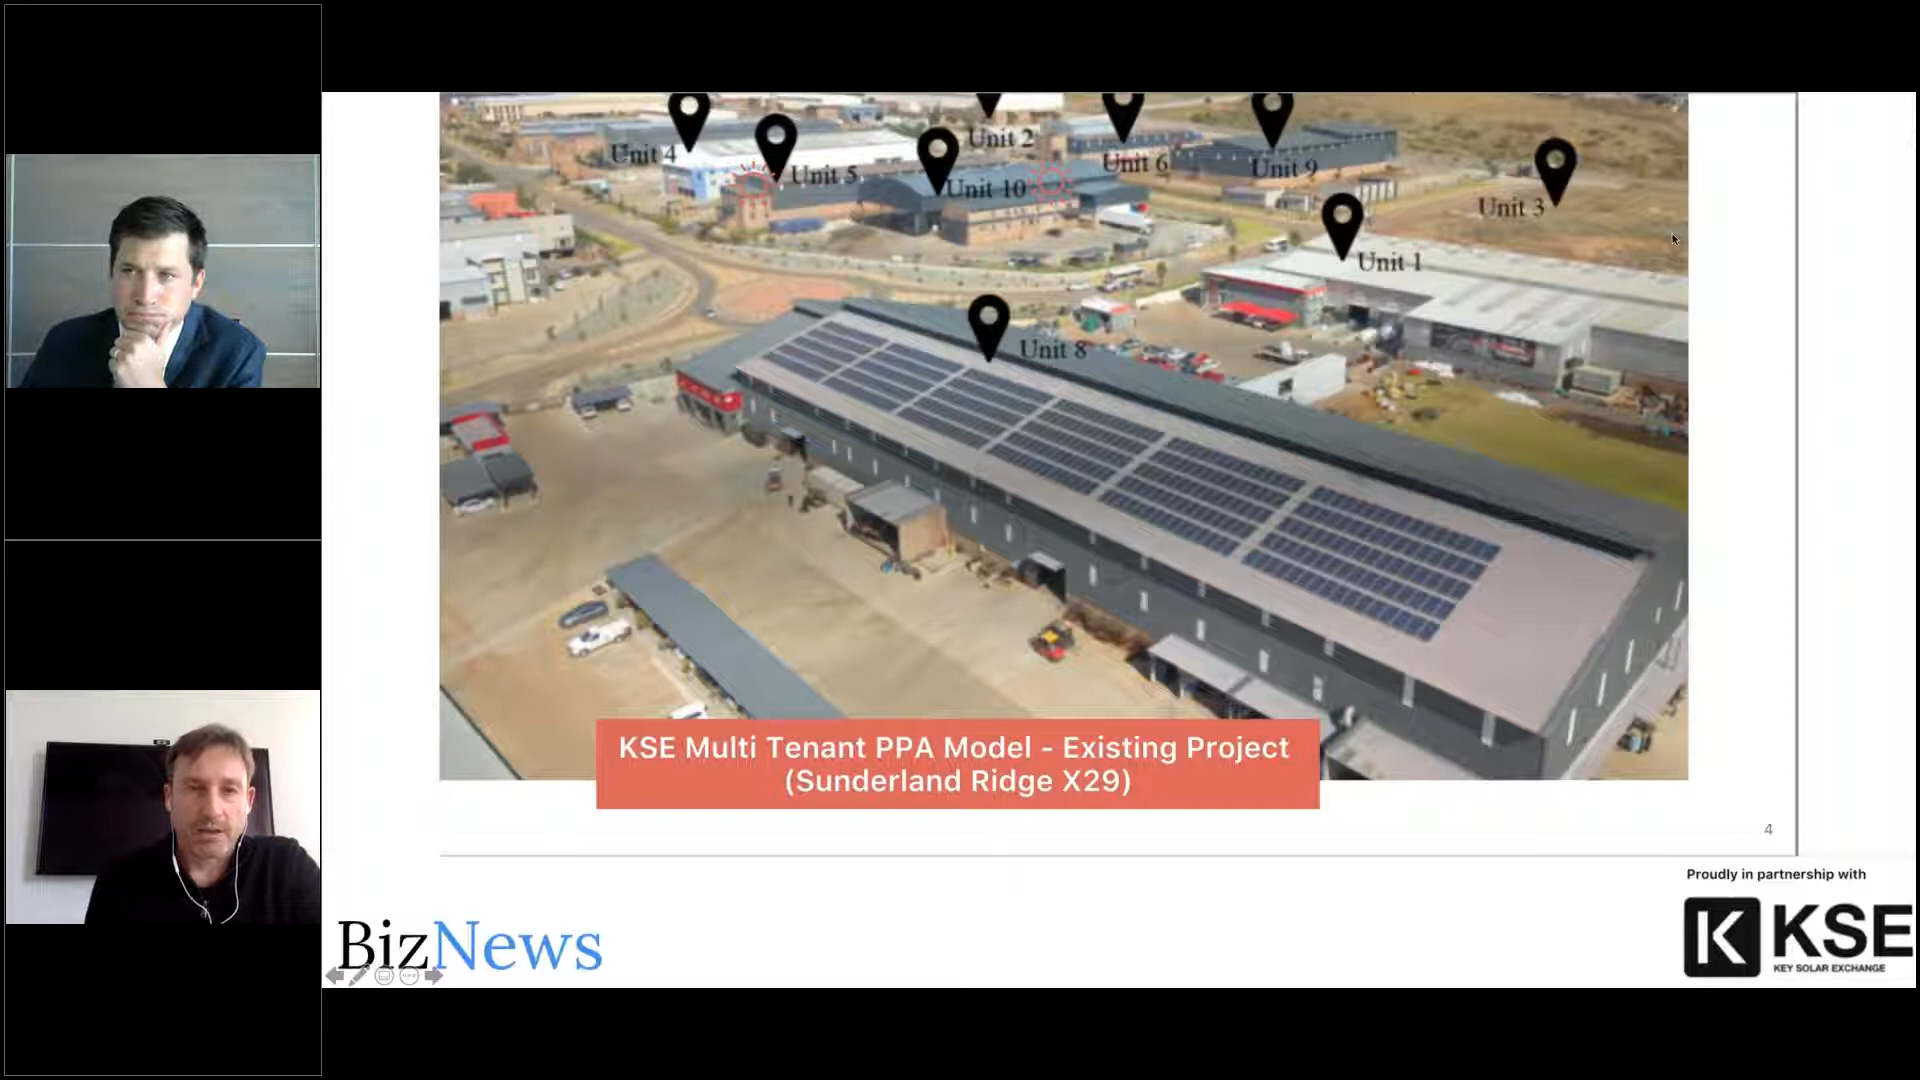 Unit 2
Unit 4
Unit 5
Unit 6
Unit 9
Unit 10
Unit 3
Unit 1
Unit 8
KSE Multi Tenant PPA Model - Existing Project
(Sunderland Ridge X29)
4
Proudly in partnership with
BizNews
K KSE
KEY SOLAR EXCHANGE